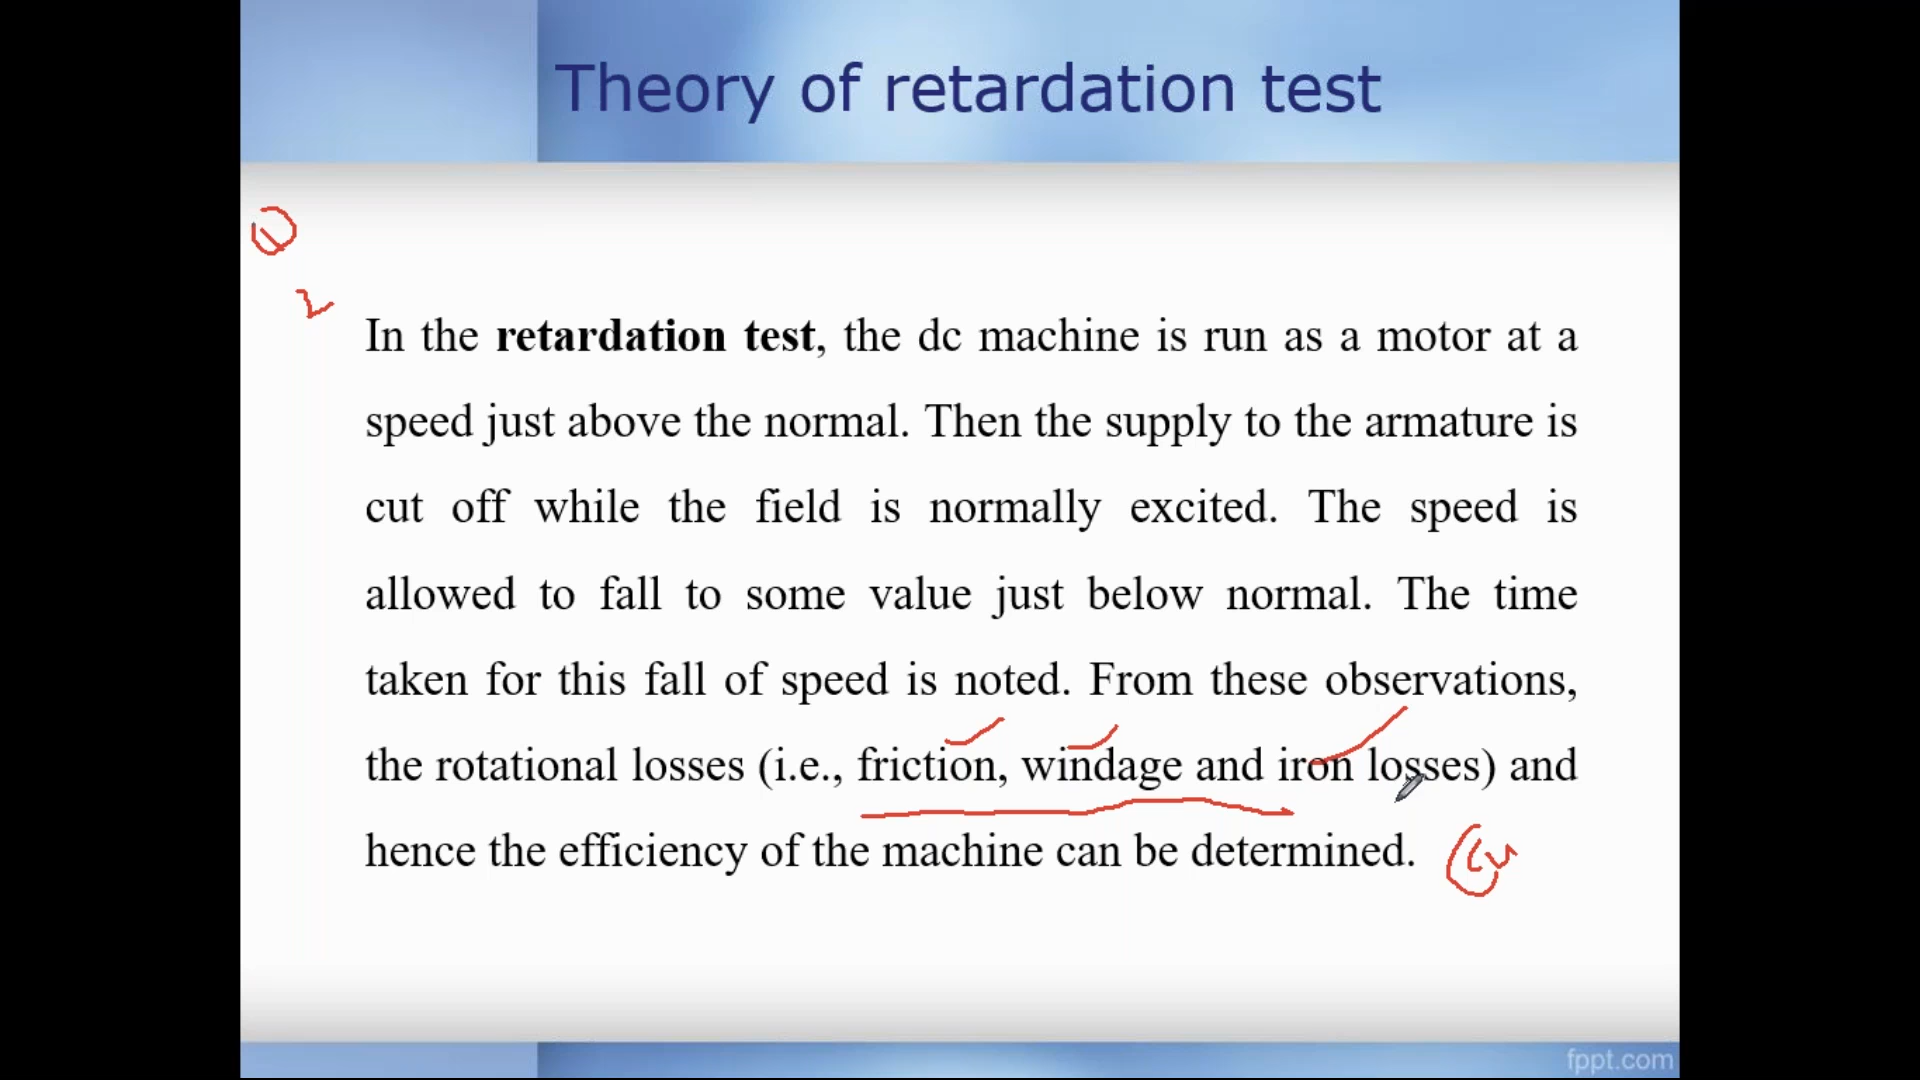 Theory of retardation test
1
2
In the retardation test, the dc machine is run as a motor at a
speed just above the normal. Then the supply to the armature is
cut off while the field is normally excited. The speed is
allowed to fall to some value just below normal. The time
taken for this fall of speed is noted. From these observations,
the rotational losses (i.e., friction, windage and iron losses) and
hence the efficiency of the machine can be determined.
Cu
fppt.com